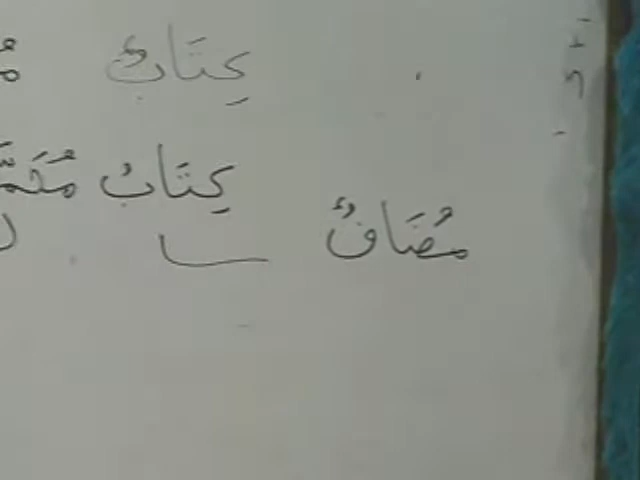 كِتَابٌ مُ
كِتَابُ مُحَمَّ
مُضَافٌ